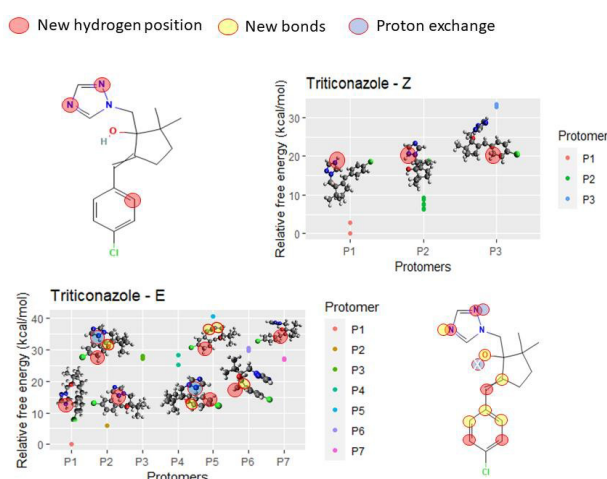 New hydrogen position
New bonds
Proton exchange
Triticonazole - Z
Relative free energy (kcal/mol)
30
20
10
0
P1
P2
P3
Protomers
Protomer
P1
P2
P3
N
N
N
O
H
Cl
Triticonazole - E
Relative free energy (kcal/mol)
40
30
20
10
0
P1
P2
P3
P4
P5
P6
P7
Protomers
Protomer
P1
P2
P3
P4
P5
P6
P7
N
N
N
O
Cl